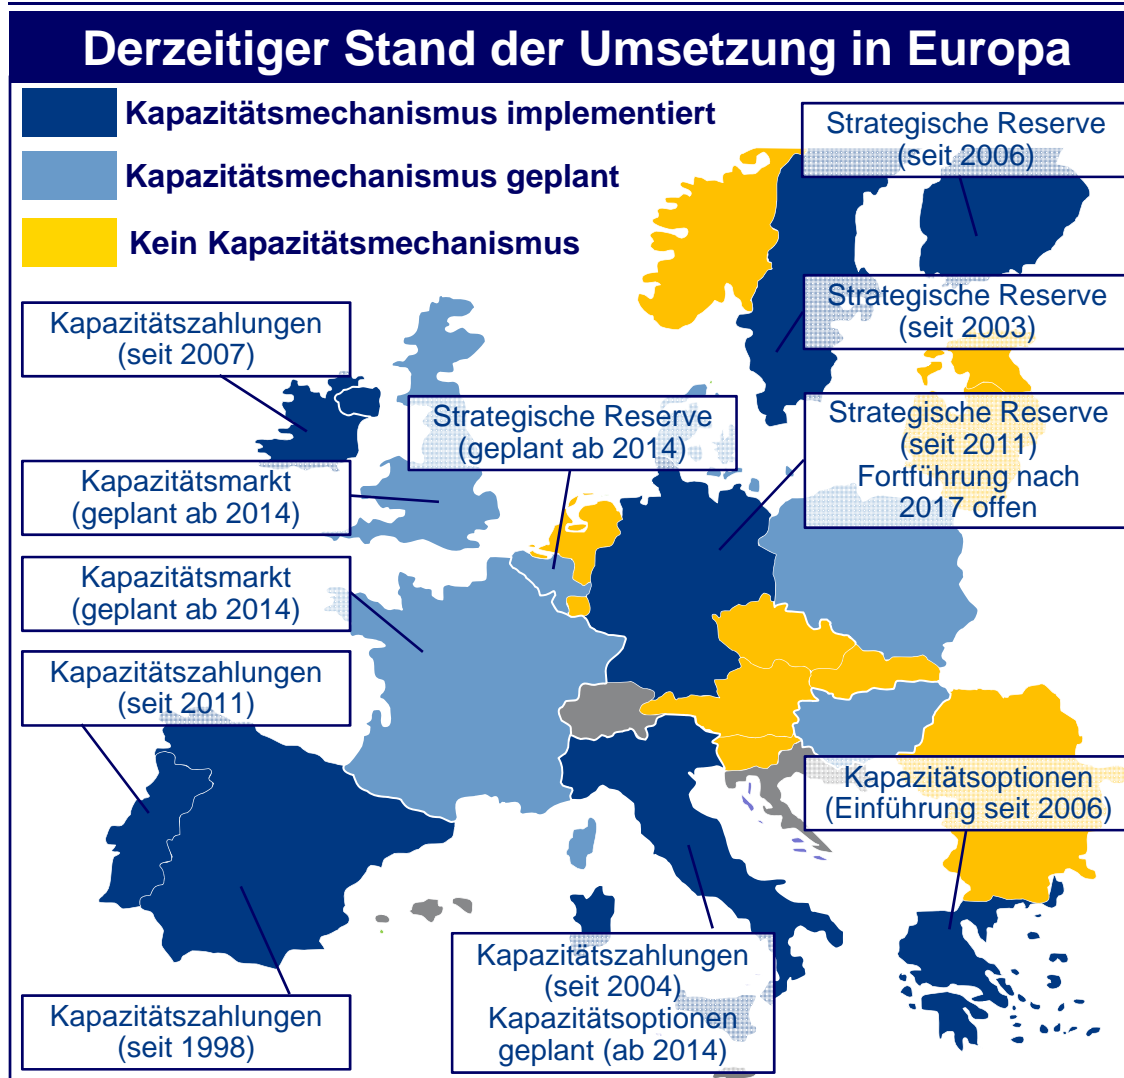 Derzeitiger Stand der Umsetzung in Europa
Kapazitätsmechanismus implementiert
Kapazitätsmechanismus geplant
Kein Kapazitätsmechanismus
Strategische Reserve
(seit 2006)
Strategische Reserve
(seit 2003)
Kapazitätszahlungen
(seit 2007)
Strategische Reserve
(geplant ab 2014)
Strategische Reserve
(seit 2011)
Fortführung nach
2017 offen
Kapazitätsmarkt
(geplant ab 2014)
Kapazitätsmarkt
(geplant ab 2014)
Kapazitätszahlungen
(seit 2011)
Kapazitätsoptionen
(Einführung seit 2006)
Kapazitätszahlungen
(seit 2004)
Kapazitätsoptionen
geplant (ab 2014)
Kapazitätszahlungen
(seit 1998)